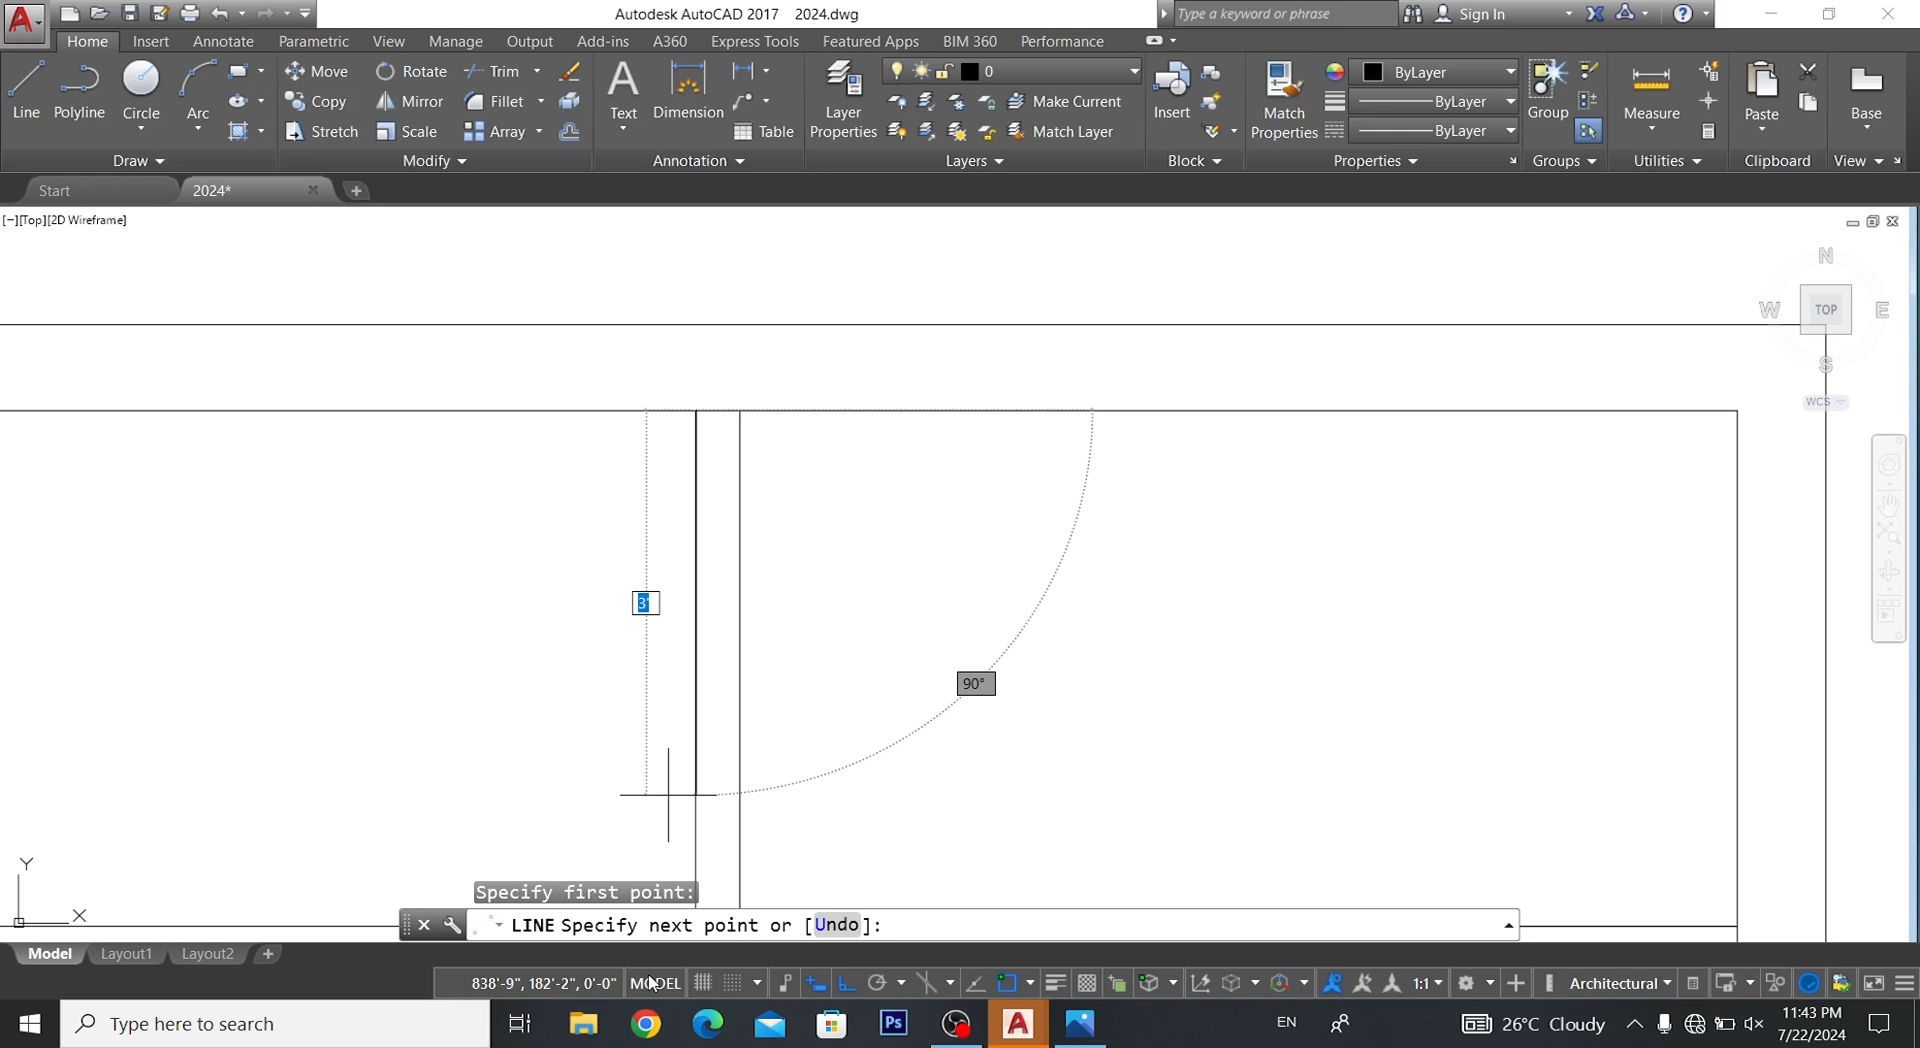 Autodesk AutoCAD 2017 2024.dwg
Type a keyword or phrase
Sign In
Home Insert Annotate Parametric View Manage Output Add-ins A360 Express Tools Featured Apps BIM 360 Performance
Line Polyline Circle Arc
Move Rotate Trim
Copy Mirror Fillet
Stretch Scale Array
Text Dimension Table
Layer Properties
0
Make Current
Match Layer
Insert
Match Properties
ByLayer
ByLayer
ByLayer
Group Measure Paste Base
Draw Modify Annotation Layers Block Properties Groups Utilities Clipboard View
Start 2024*
[−][Top][2D Wireframe]
N
W TOP E
S
WCS
3'
90°
Y
X
Specify first point:
LINE Specify next point or [Undo]:
Model Layout1 Layout2
838'-9", 182'-2", 0'-0" MODEL 1:1 Architectural
Type here to search
Ps
EN
26°C Cloudy
11:43 PM
7/22/2024